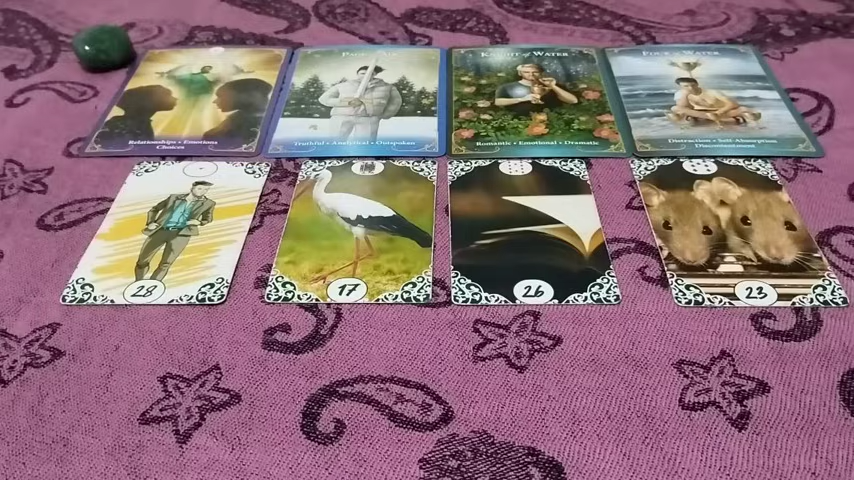 Relationships • Emotions
Choices
Truthful • Analytical • Outspoken
Knight of Water
Romantic • Emotional • Dramatic
of Water
Distraction • Self-Absorption
Discontentment
28
17
26
23